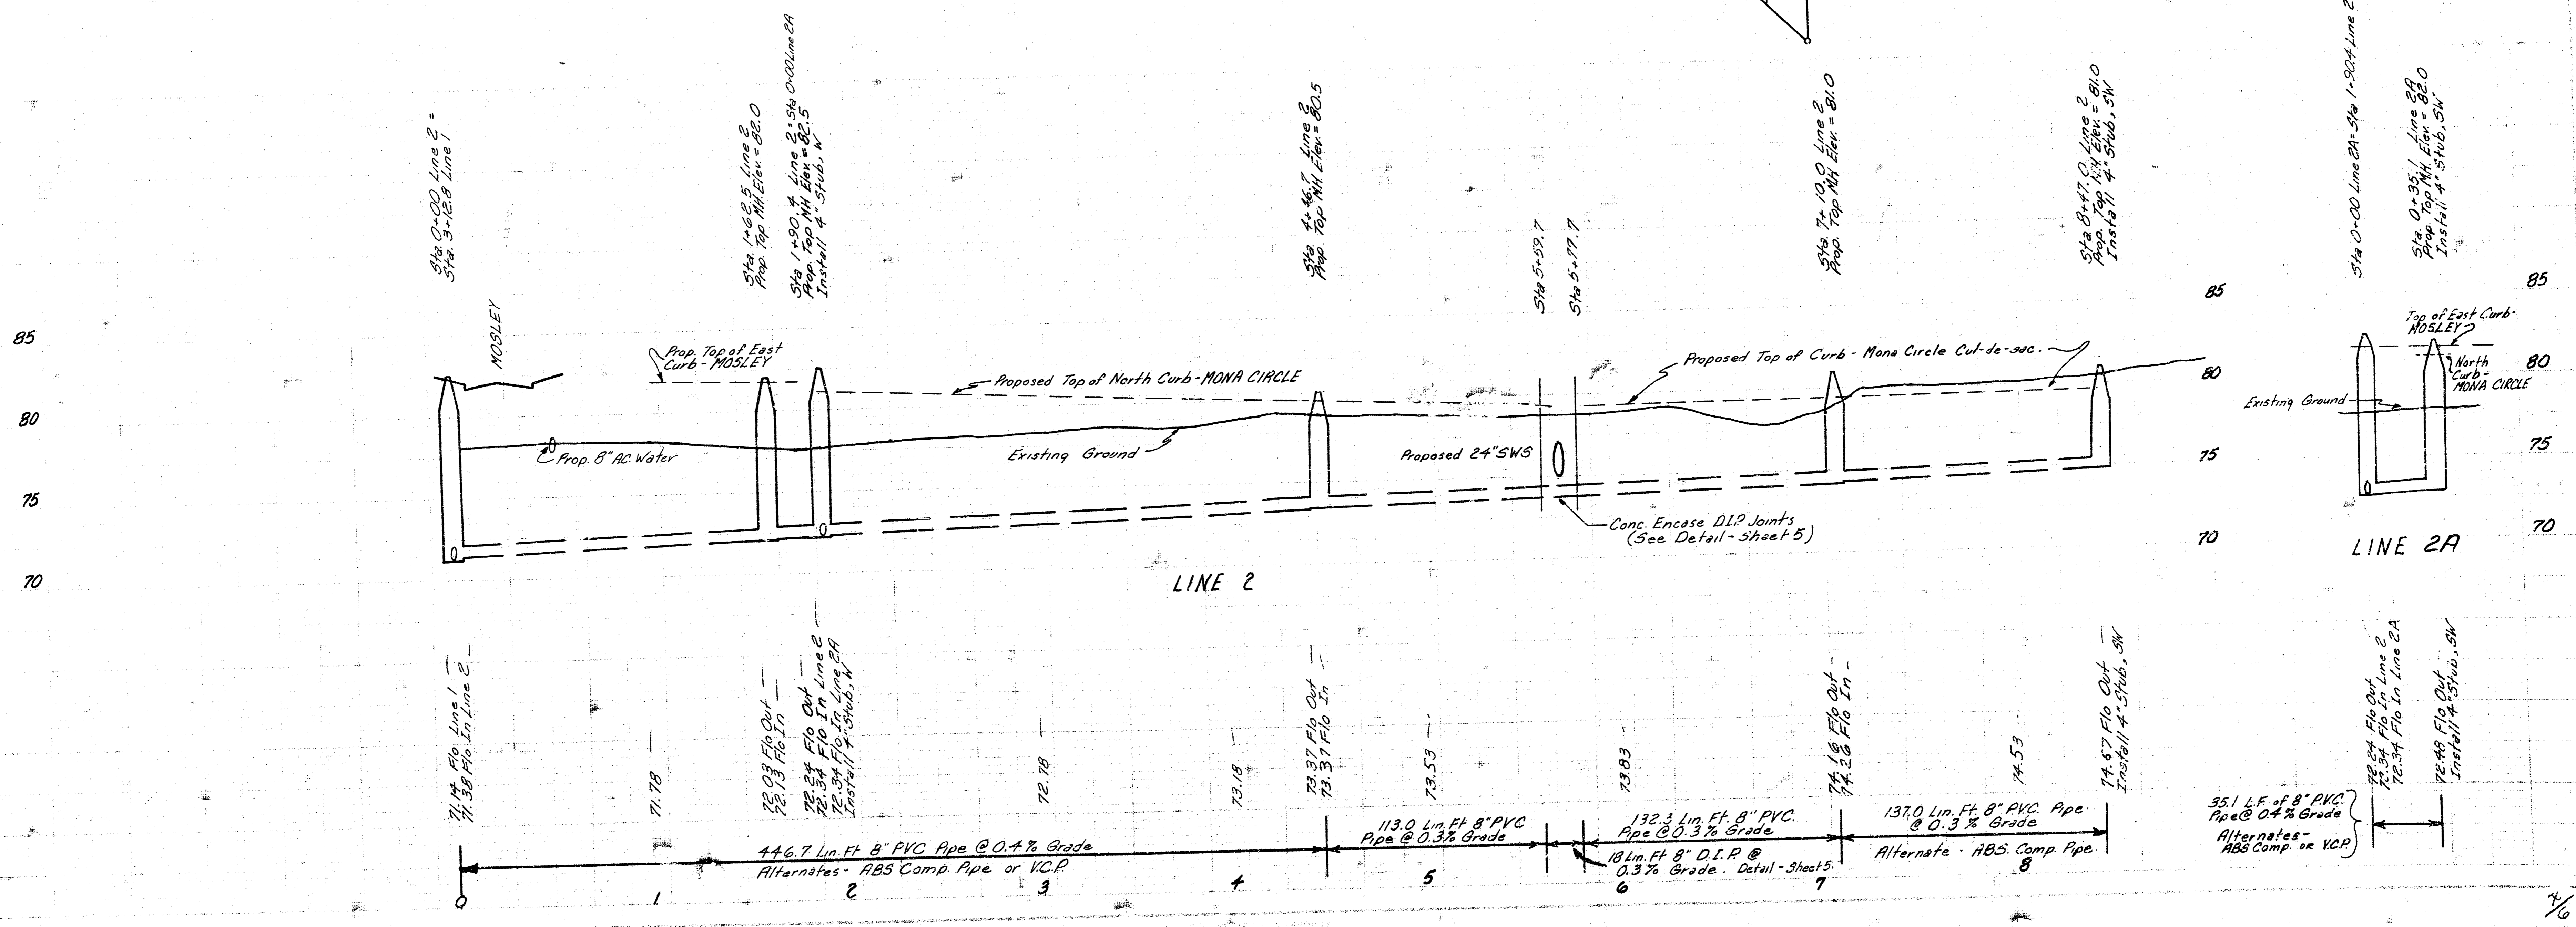 Sta. 0+00 Line 2 =
Sta. 3+12.8 Line 1
Sta. 1+62.5 Line 2
Prop. Top MH Elev. = 82.0
Sta 1+90.4 Line 2 = Sta 0+00 Line 2A
Prop. Top MH Elev = 82.5
Install 4" Stub, W
Sta. 4+46.7 Line 2
Prop. Top MH Elev = 80.5
Sta 5+59.7
Sta 5+77.7
Sta. 7+10.0 Line 2
Prop. Top MH Elev. = 81.0
Sta 8+47.0 Line 2
Prop. Top MH Elev. = 81.0
Install 4" Stub, SW
Sta 0+00 Line 2A = Sta 1+90.4 Line 2
Sta. 0+35.1 Line 2A
Prop. Top MH Elev = 82.0
Install 4" Stub, SW
85
80
75
70
MOSLEY
Prop. Top of East
Curb - MOSLEY
Proposed Top of North Curb - MONA CIRCLE
Proposed Top of Curb - Mona Circle Cul-de-sac.
Prop. 8" AC. Water
Existing Ground
Proposed 24" SWS
Conc. Encase D.I.P. Joints
(See Detail - Sheet 5)
85
80
75
70
Top of East Curb-
MOSLEY
North
Curb-
MONA CIRCLE
Existing Ground
85
80
75
70
LINE 2
LINE 2A
71.14 Flo Line 1
71.38 Flo In Line 2
71.78
72.03 Flo Out
72.13 Flo In
72.24 Flo Out
72.34 Flo In Line 2
72.34 Flo In Line 2A
Install 4" Stub, W
72.78
73.18
73.37 Flo Out
73.37 Flo In
73.53
73.83
74.16 Flo Out
74.26 Flo In
74.53
74.67 Flo Out
Install 4" Stub, SW
72.24 Flo Out
72.34 Flo In Line 2
72.34 Flo In Line 2A
72.48 Flo Out
Install 4" Stub, SW
446.7 Lin. Ft 8" PVC Pipe @ 0.4% Grade
Alternates - ABS Comp. Pipe or V.C.P.
113.0 Lin. Ft. 8" PVC
Pipe @ 0.3% Grade
18 Lin. Ft 8" D.I.P. @
0.3% Grade. Detail - Sheet 5.
132.3 Lin. Ft. 8" PVC.
Pipe @ 0.3% Grade
137.0 Lin. Ft. 8" PVC. Pipe
@ 0.3% Grade
Alternate - ABS. Comp. Pipe
35.1 L.F. of 8" P.V.C.
Pipe @ 0.4% Grade
Alternates -
ABS Comp. or V.C.P.
0
1
2
3
4
5
6
7
8
4/6